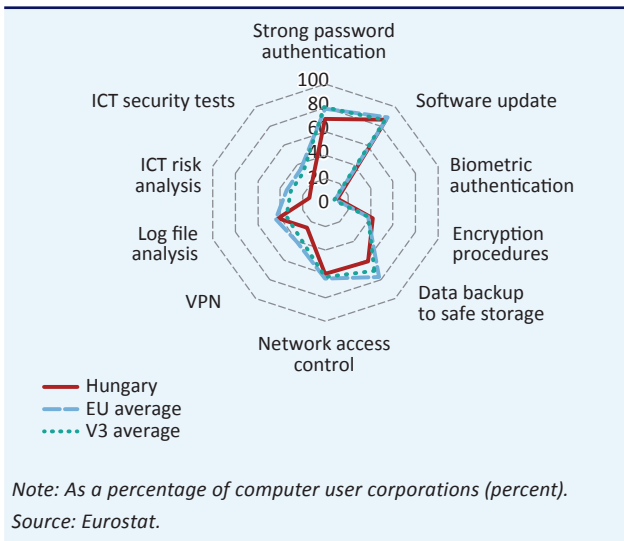 Strong password
authentication
100
80
60
40
20
0
Software update
Biometric
authentication
Encryption
procedures
Data backup
to safe storage
Network access
control
VPN
Log file
analysis
ICT risk
analysis
ICT security tests
Hungary
EU average
V3 average
Note: As a percentage of computer user corporations (percent).
Source: Eurostat.